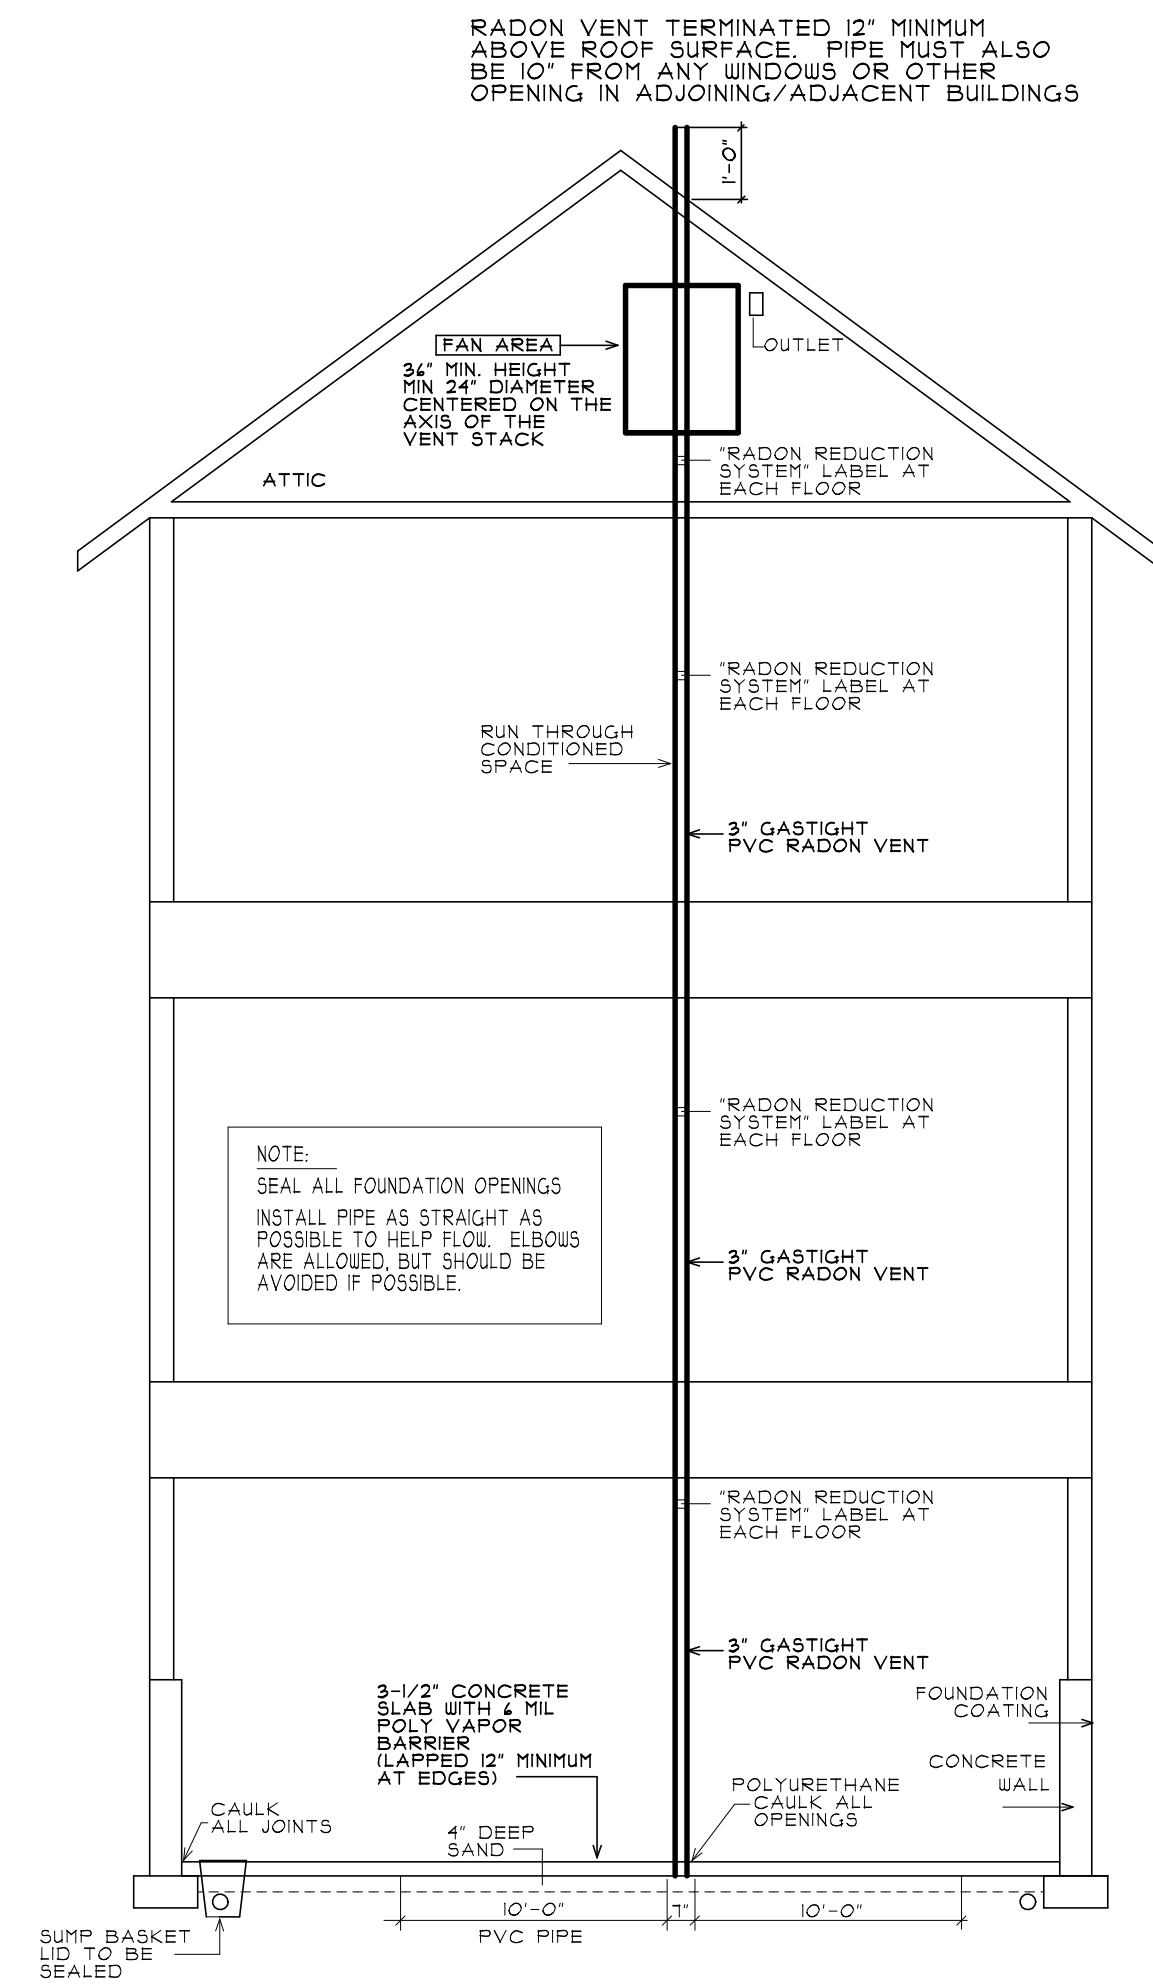 RADON VENT TERMINATED 12" MINIMUM
ABOVE ROOF SURFACE. PIPE MUST ALSO
BE 10" FROM ANY WINDOWS OR OTHER
OPENING IN ADJOINING/ADJACENT BUILDINGS
1'-0"
FAN AREA
36" MIN. HEIGHT
MIN 24" DIAMETER
CENTERED ON THE
AXIS OF THE
VENT STACK
OUTLET
"RADON REDUCTION
SYSTEM" LABEL AT
EACH FLOOR
ATTIC
"RADON REDUCTION
SYSTEM" LABEL AT
EACH FLOOR
RUN THROUGH
CONDITIONED
SPACE
3" GASTIGHT
PVC RADON VENT
"RADON REDUCTION
SYSTEM" LABEL AT
EACH FLOOR
NOTE:
SEAL ALL FOUNDATION OPENINGS
INSTALL PIPE AS STRAIGHT AS
POSSIBLE TO HELP FLOW. ELBOWS
ARE ALLOWED, BUT SHOULD BE
AVOIDED IF POSSIBLE.
3" GASTIGHT
PVC RADON VENT
"RADON REDUCTION
SYSTEM" LABEL AT
EACH FLOOR
3" GASTIGHT
PVC RADON VENT
3-1/2" CONCRETE
SLAB WITH 6 MIL
POLY VAPOR
BARRIER
(LAPPED 12" MINIMUM
AT EDGES)
FOUNDATION
COATING
CONCRETE
WALL
POLYURETHANE
CAULK ALL
OPENINGS
CAULK
ALL JOINTS
4" DEEP
SAND
10'-0"
7"
10'-0"
PVC PIPE
SUMP BASKET
LID TO BE
SEALED